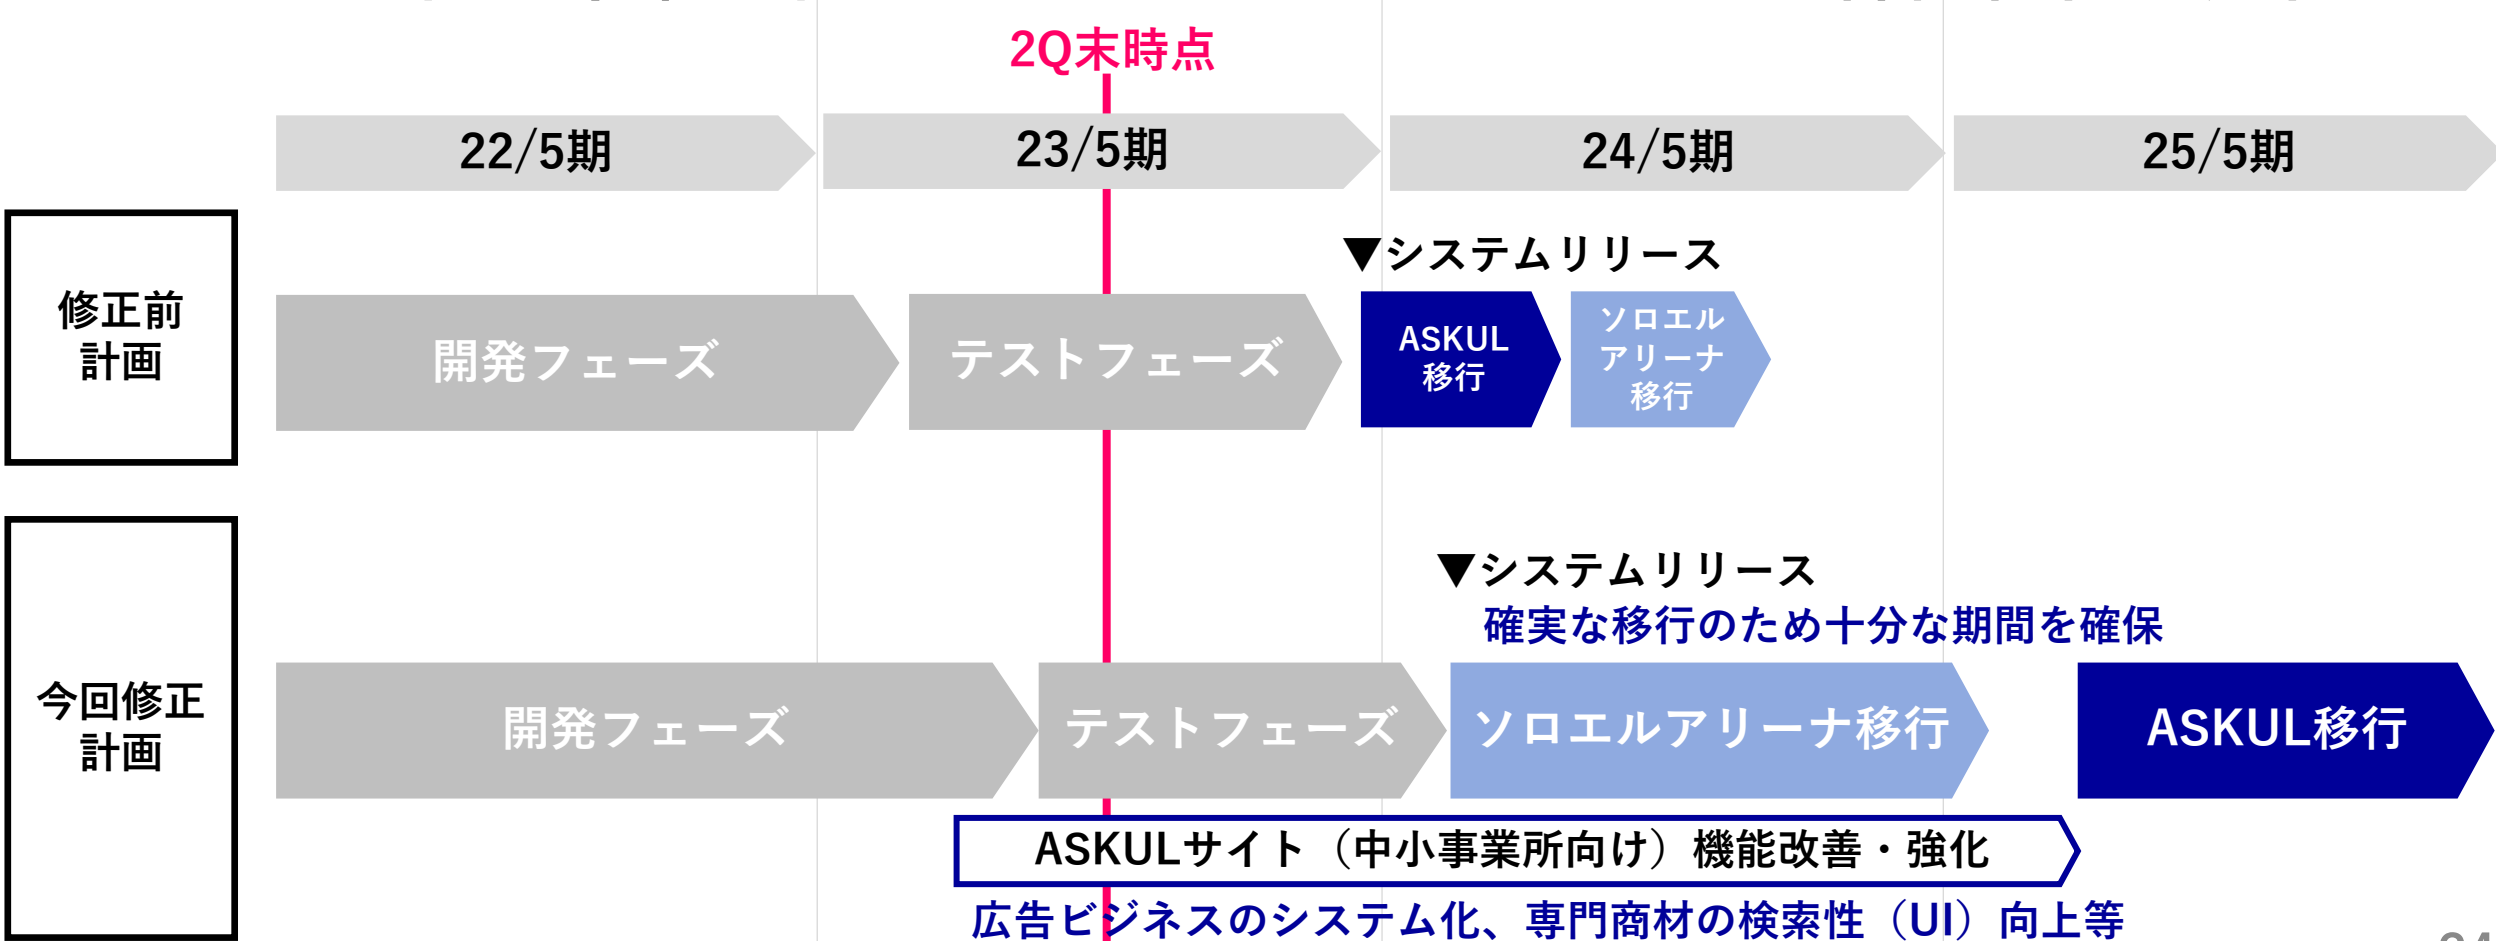 2Q末時点
22/5期
23/5期
24/5期
25/5期
修正前
計画
▼システムリリース
開発フェーズ
テストフェーズ
ASKUL
移行
ソロエル
アリーナ
移行
今回修正
計画
▼システムリリース
確実な移行のため十分な期間を確保
開発フェーズ
テストフェーズ
ソロエルアリーナ移行
ASKUL移行
ASKULサイト（中小事業所向け）機能改善・強化
広告ビジネスのシステム化、専門商材の検索性（UI）向上等